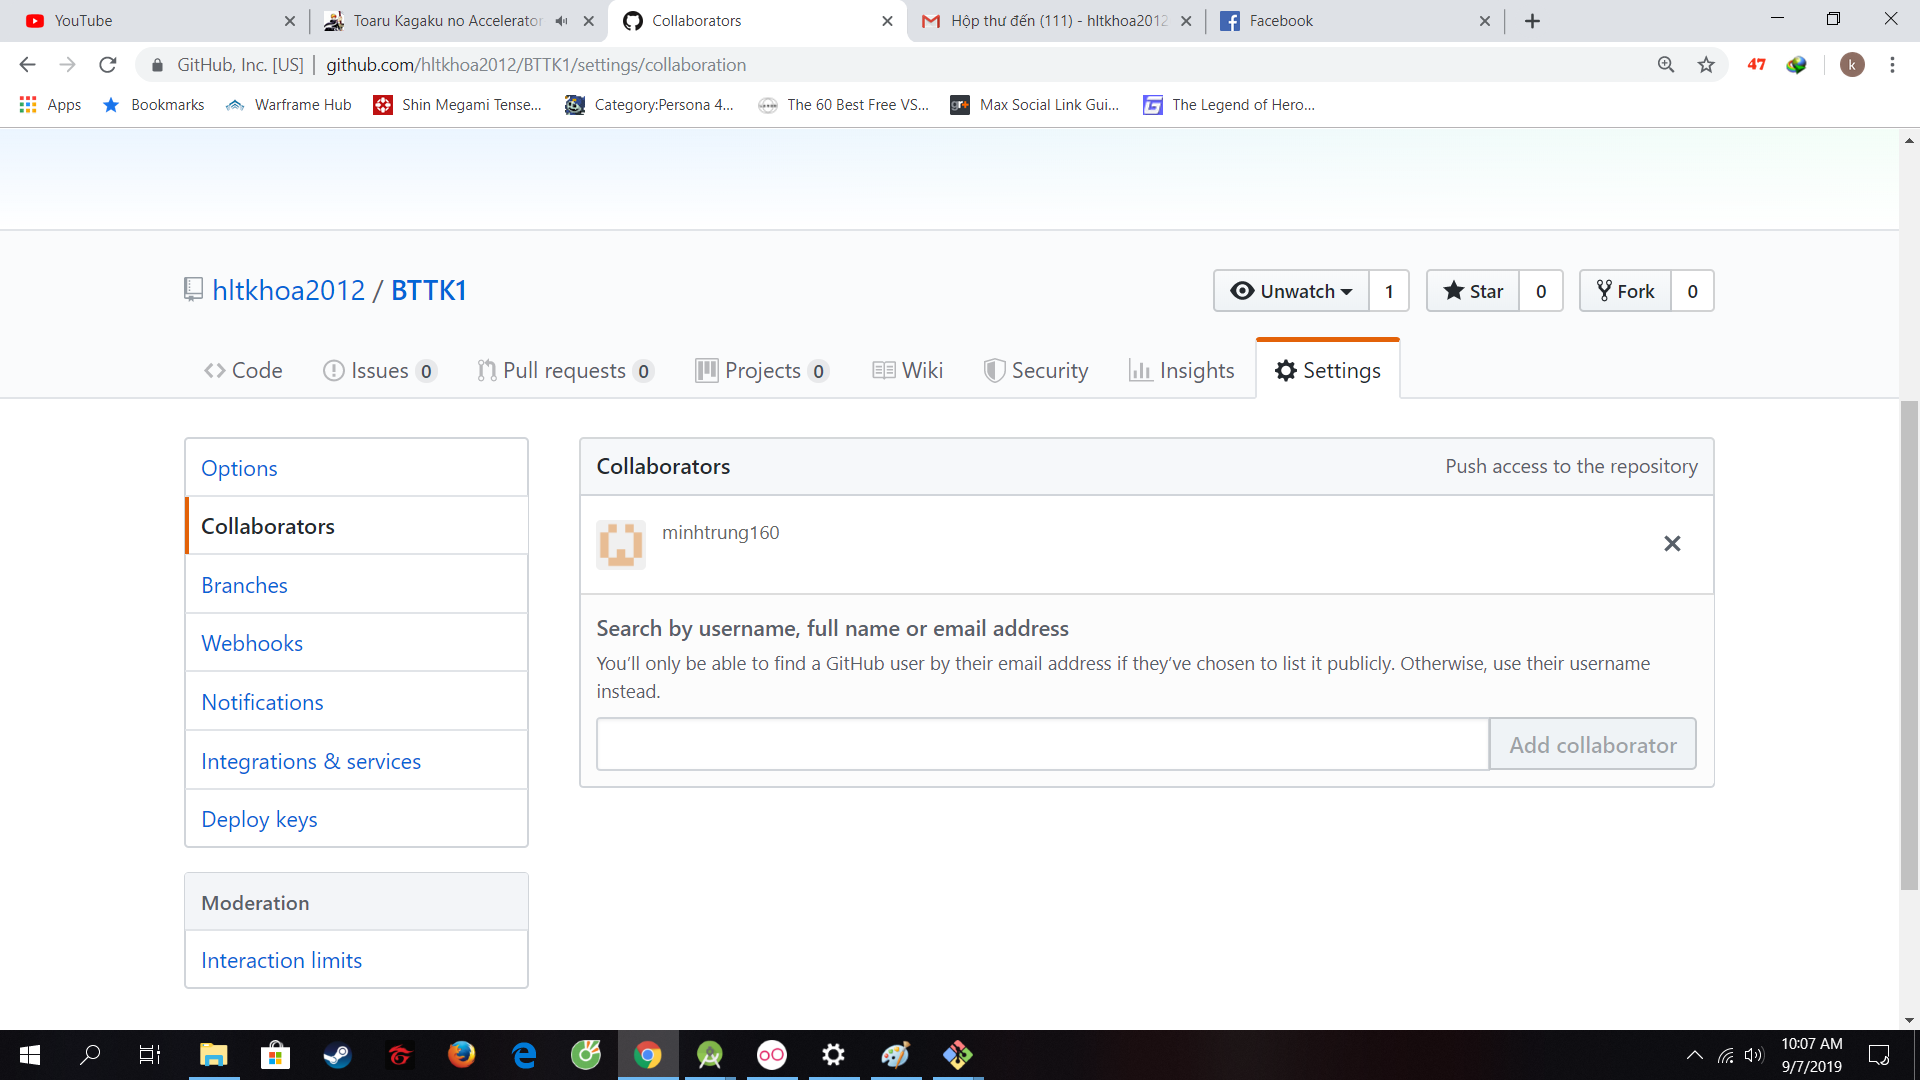 YouTube
Toaru Kagaku no Accelerator
Collaborators
Hộp thư đến (111) - hltkhoa2012
Facebook
GitHub, Inc. [US] | github.com/hltkhoa2012/BTTK1/settings/collaboration
47
k
Apps
Bookmarks
Warframe Hub
Shin Megami Tense...
Category:Persona 4...
The 60 Best Free VS...
gr+
Max Social Link Gui...
The Legend of Hero...
hltkhoa2012 / BTTK1
Unwatch 1
Star 0
Fork 0
Code
Issues 0
Pull requests 0
Projects 0
Wiki
Security
Insights
Settings
Options
Collaborators
Branches
Webhooks
Notifications
Integrations & services
Deploy keys
Moderation
Interaction limits
Collaborators
Push access to the repository
minhtrung160
Search by username, full name or email address
You’ll only be able to find a GitHub user by their email address if they’ve chosen to list it publicly. Otherwise, use their username
instead.
Add collaborator
10:07 AM
9/7/2019